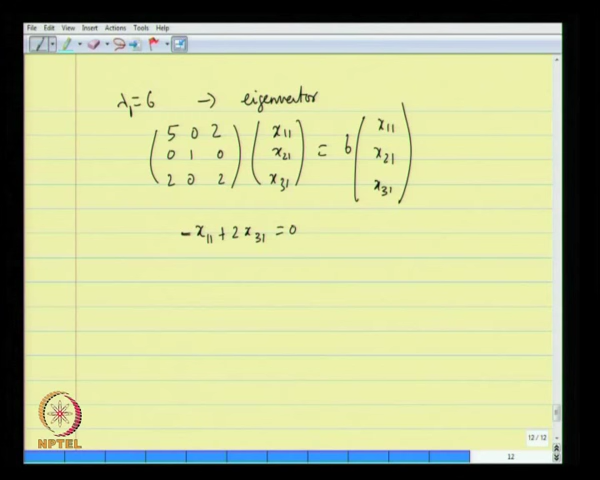 File Edit View Insert Actions Tools Help
λ₁=6 → eigenvector
(5 0 2; 0 1 0; 2 0 2) (x₁₁; x₂₁; x₃₁) = 6 (x₁₁; x₂₁; x₃₁)
-x₁₁ + 2x₃₁ = 0
NPTEL
12 / 12
12